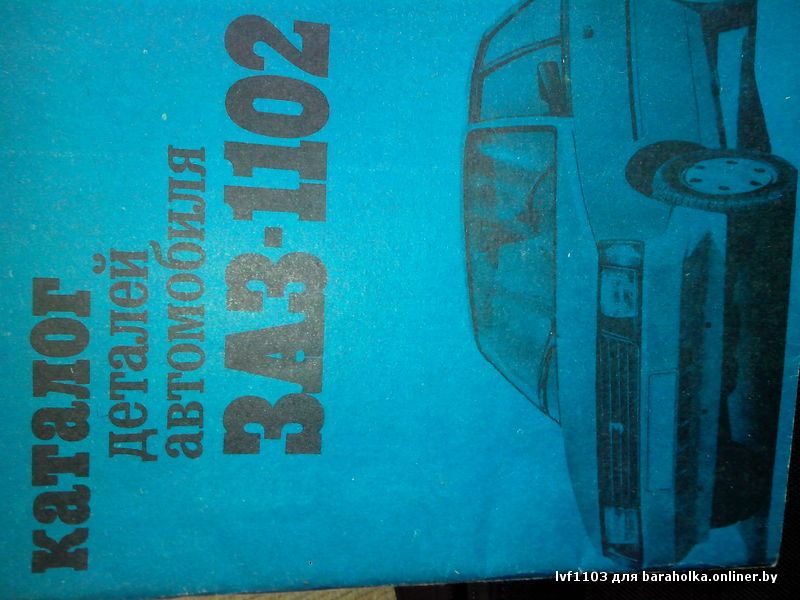 каталог
деталей
автомобиля
ЗАЗ-1102
lvf1103 для baraholka.onliner.by